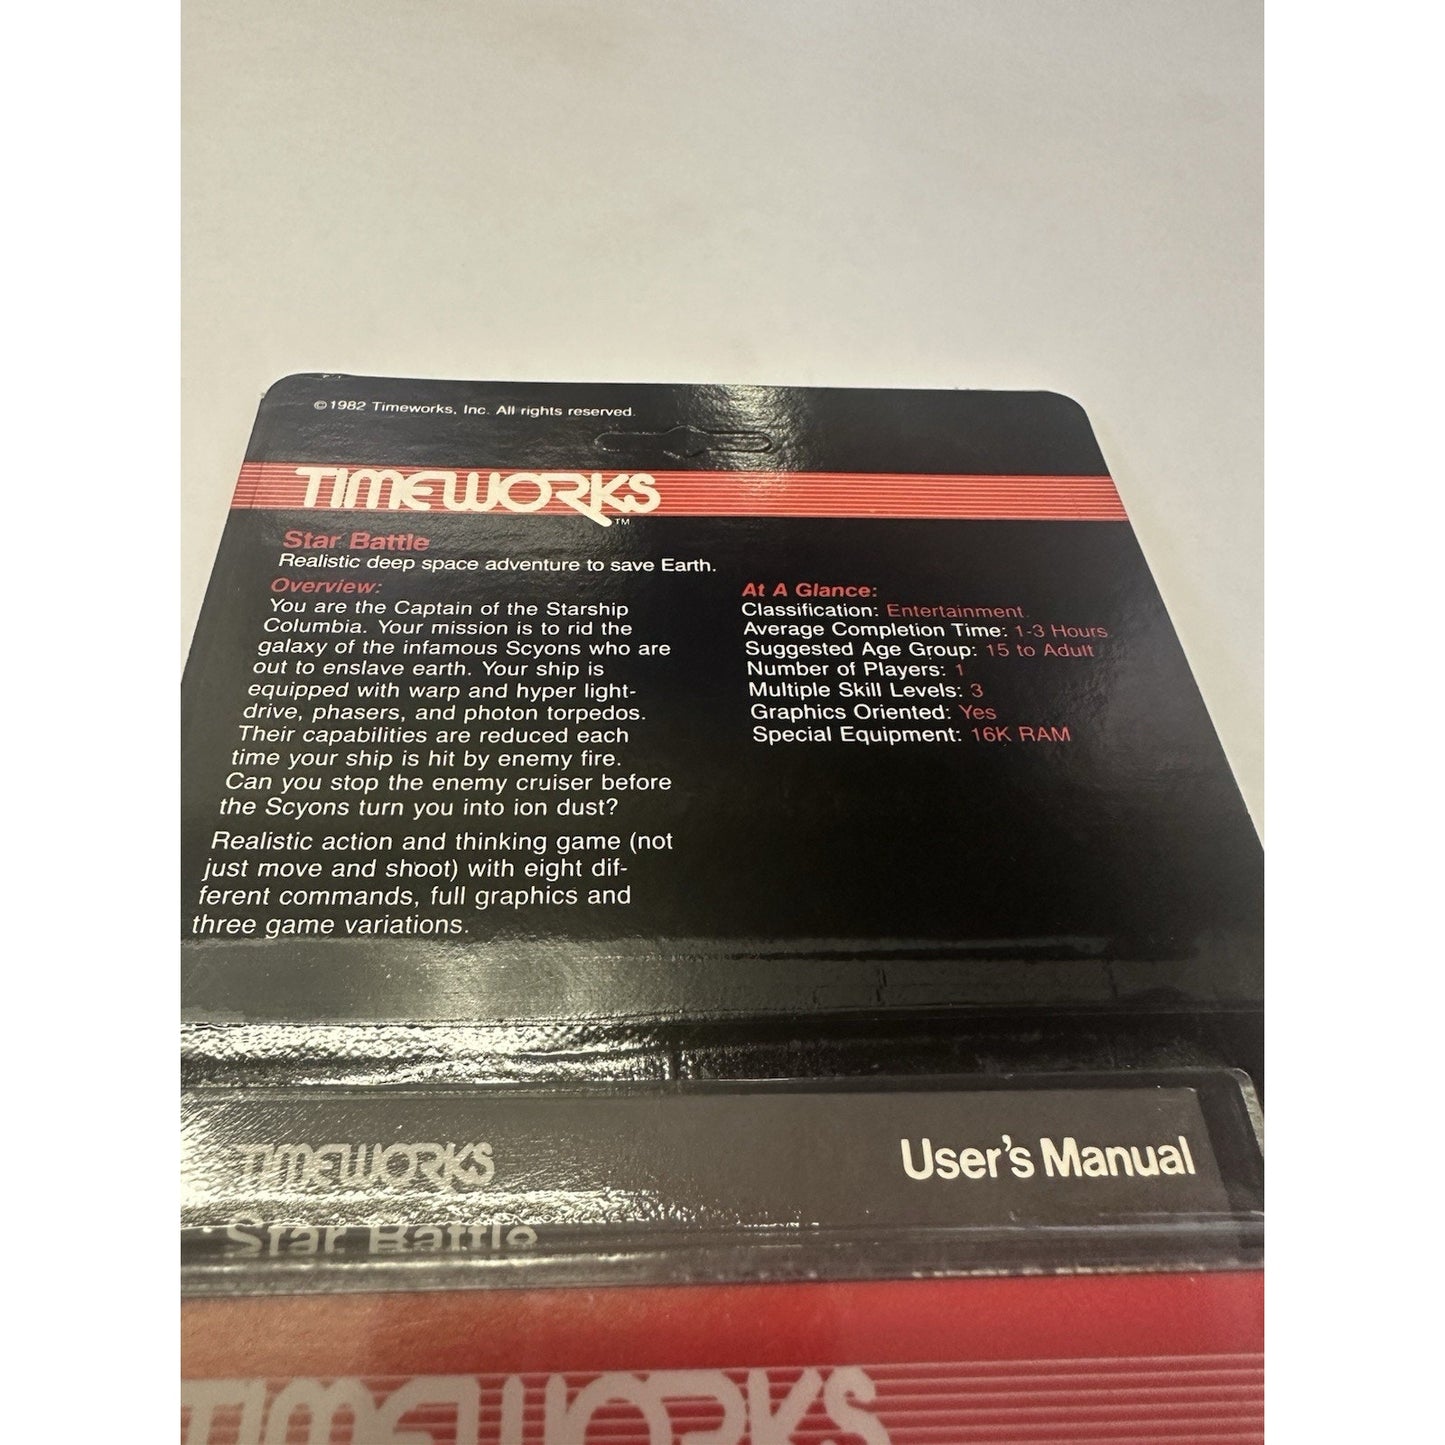 ©1982 Timeworks, Inc. All rights reserved.
TIMEWORKS™
Star Battle
Realistic deep space adventure to save Earth.
Overview:
You are the Captain of the Starship
Columbia. Your mission is to rid the
galaxy of the infamous Scyons who are
out to enslave earth. Your ship is
equipped with warp and hyper light-
drive, phasers, and photon torpedos.
Their capabilities are reduced each
time your ship is hit by enemy fire.
Can you stop the enemy cruiser before
the Scyons turn you into ion dust?
Realistic action and thinking game (not
just move and shoot) with eight dif-
ferent commands, full graphics and
three game variations.
At A Glance:
Classification: Entertainment
Average Completion Time: 1-3 Hours
Suggested Age Group: 15 to Adult
Number of Players: 1
Multiple Skill Levels: 3
Graphics Oriented: Yes
Special Equipment: 16K RAM
TIMEWORKS
User's Manual
Star Battle
TIMEWORKS